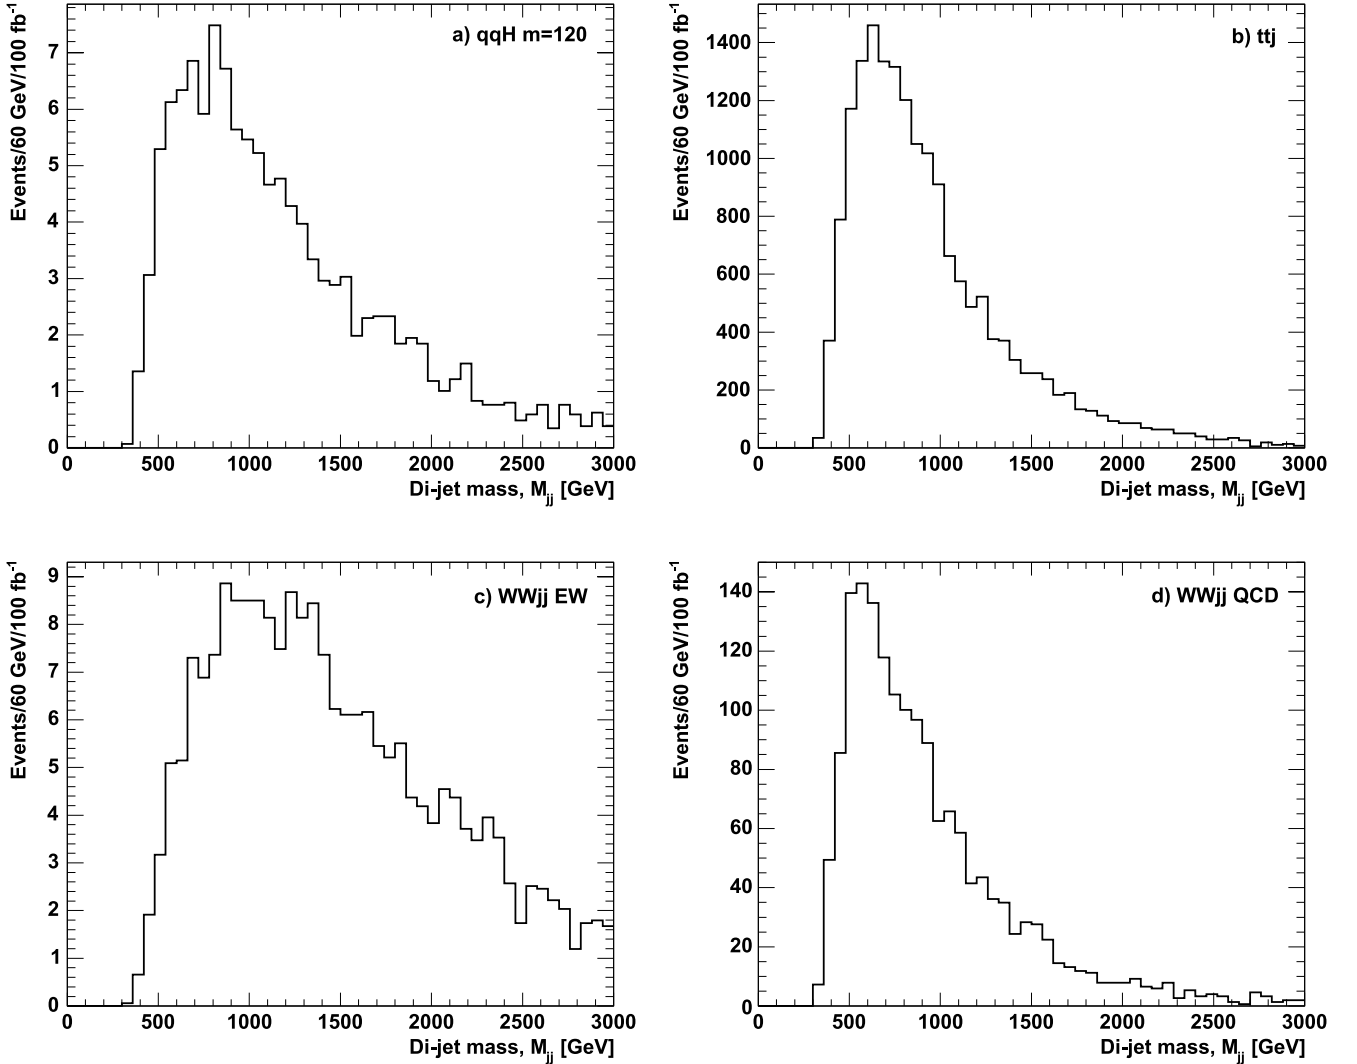 a) qqH m=120
Events/60 GeV/100 fb-1
7
6
5
4
3
2
1
0
0 500 1000 1500 2000 2500 3000
Di-jet mass, Mjj [GeV]
b) ttj
Events/60 GeV/100 fb-1
1400
1200
1000
800
600
400
200
0
0 500 1000 1500 2000 2500 3000
Di-jet mass, Mjj [GeV]
c) WWjj EW
Events/60 GeV/100 fb-1
9
8
7
6
5
4
3
2
1
0
0 500 1000 1500 2000 2500 3000
Di-jet mass, Mjj [GeV]
d) WWjj QCD
Events/60 GeV/100 fb-1
140
120
100
80
60
40
20
0
0 500 1000 1500 2000 2500 3000
Di-jet mass, Mjj [GeV]